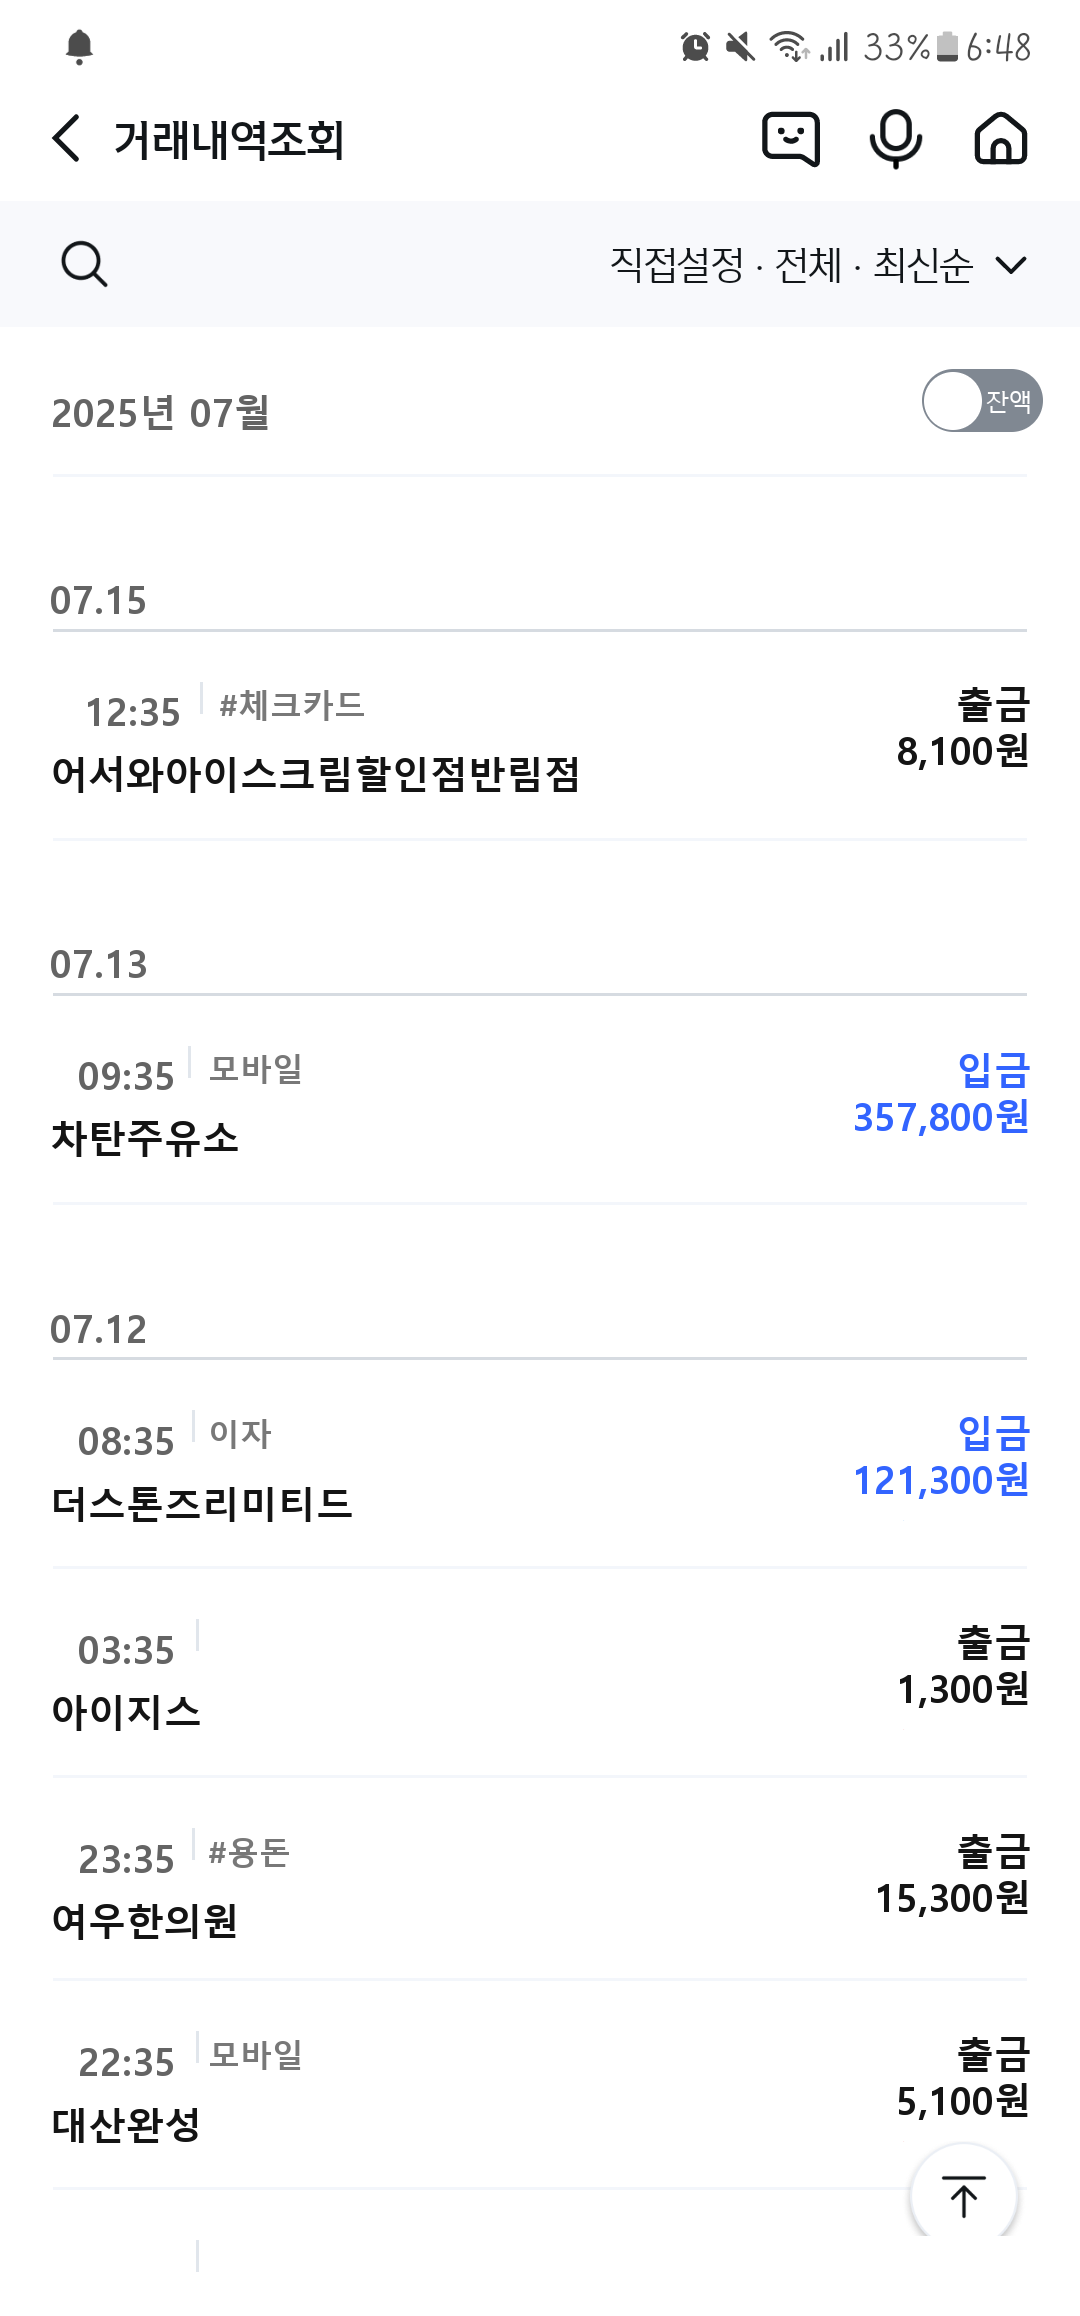 33% 6:48
거래내역조회
직접설정 · 전체 · 최신순
2025년 07월
잔액
07.15
12:35 #체크카드
출금
어서와아이스크림할인점반림점
8,100원
07.13
09:35 모바일
입금
차탄주유소
357,800원
07.12
08:35 이자
입금
더스톤즈리미티드
121,300원
03:35
출금
아이지스
1,300원
23:35 #용돈
출금
여우한의원
15,300원
22:35 모바일
출금
대산완성
5,100원